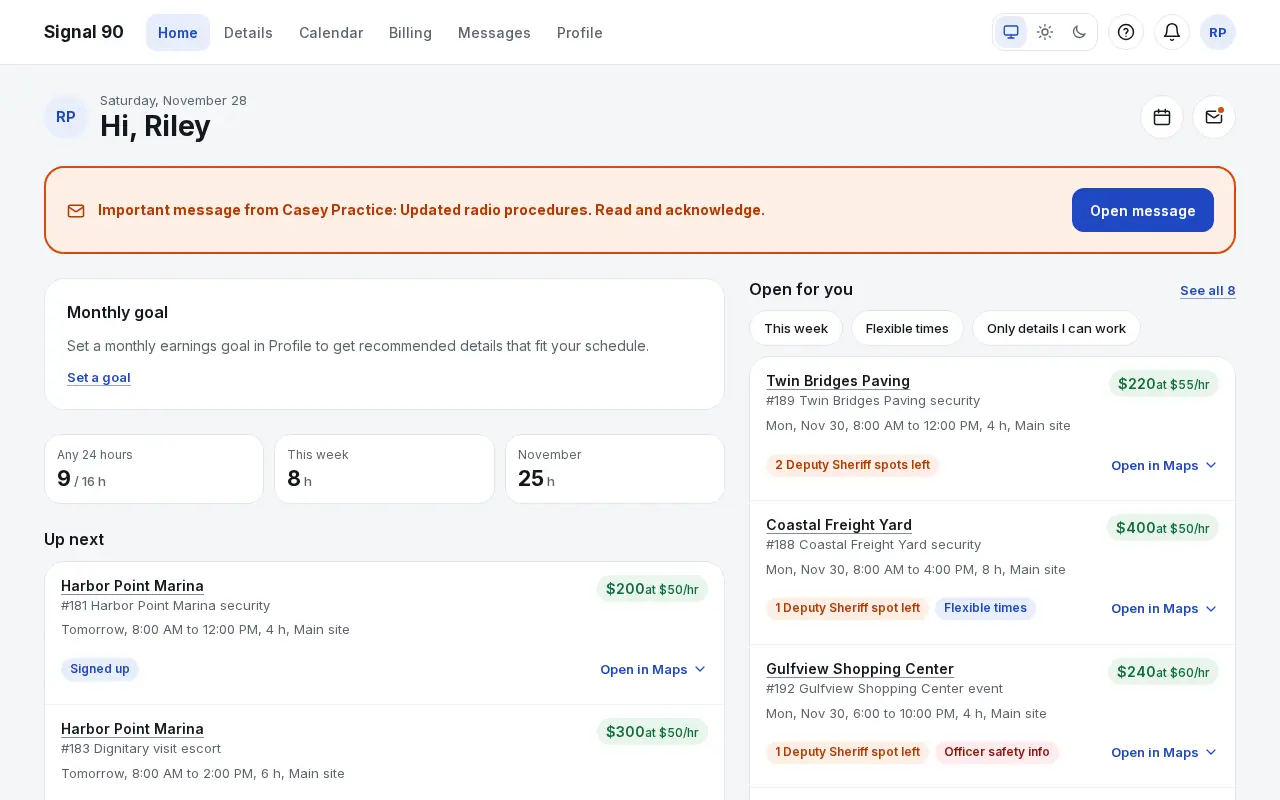 Signal 90
Home
Details
Calendar
Billing
Messages
Profile
RP
RP
Saturday, November 28
Hi, Riley
Important message from Casey Practice: Updated radio procedures. Read and acknowledge.
Open message
Monthly goal
Set a monthly earnings goal in Profile to get recommended details that fit your schedule.
Set a goal
Any 24 hours
9 / 16 h
This week
8 h
November
25 h
Up next
Harbor Point Marina
$200at $50/hr
#181 Harbor Point Marina security
Tomorrow, 8:00 AM to 12:00 PM, 4 h, Main site
Signed up
Open in Maps
Harbor Point Marina
$300at $50/hr
#183 Dignitary visit escort
Tomorrow, 8:00 AM to 2:00 PM, 6 h, Main site
Open for you
See all 8
This week
Flexible times
Only details I can work
Twin Bridges Paving
$220at $55/hr
#189 Twin Bridges Paving security
Mon, Nov 30, 8:00 AM to 12:00 PM, 4 h, Main site
2 Deputy Sheriff spots left
Open in Maps
Coastal Freight Yard
$400at $50/hr
#188 Coastal Freight Yard security
Mon, Nov 30, 8:00 AM to 4:00 PM, 8 h, Main site
1 Deputy Sheriff spot left
Flexible times
Open in Maps
Gulfview Shopping Center
$240at $60/hr
#192 Gulfview Shopping Center event
Mon, Nov 30, 6:00 to 10:00 PM, 4 h, Main site
1 Deputy Sheriff spot left
Officer safety info
Open in Maps